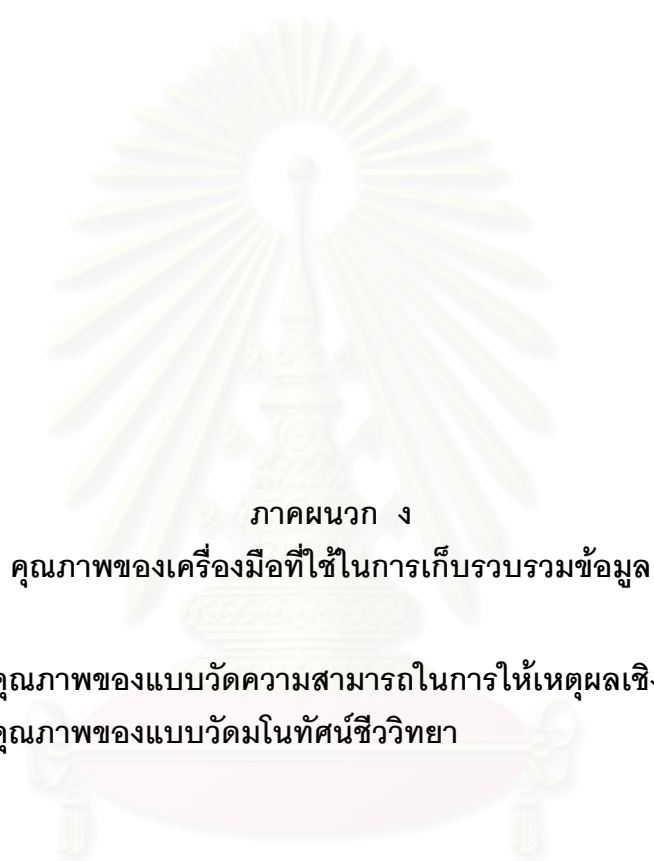 ภาคผนวก ง
คุณภาพของเครื่องมือที่ใช้ในการเก็บรวบรวมข้อมูล
คุณภาพของแบบวัดความสามารถในการให้เหตุผลเชิง
คุณภาพของแบบวัดมโนทัศน์ชีววิทยา